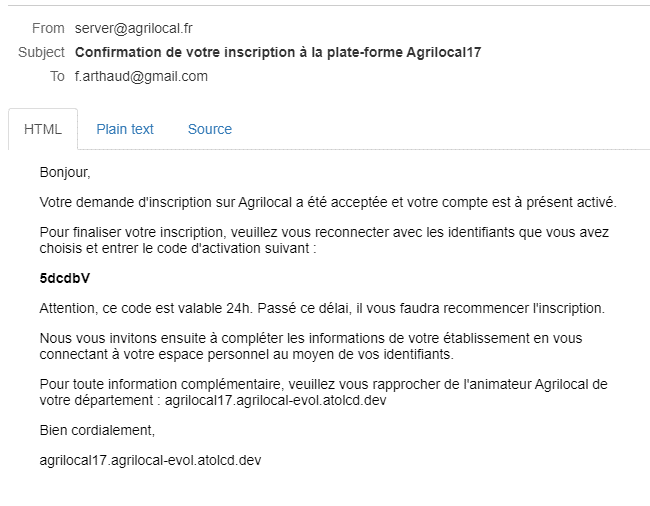 From server@agrilocal.fr
Subject Confirmation de votre inscription à la plate-forme Agrilocal17
To f.arthaud@gmail.com
HTML Plain text Source
Bonjour,
Votre demande d'inscription sur Agrilocal a été acceptée et votre compte est à présent activé.
Pour finaliser votre inscription, veuillez vous reconnecter avec les identifiants que vous avez
choisis et entrer le code d'activation suivant :
5dcdbV
Attention, ce code est valable 24h. Passé ce délai, il vous faudra recommencer l'inscription.
Nous vous invitons ensuite à compléter les informations de votre établissement en vous
connectant à votre espace personnel au moyen de vos identifiants.
Pour toute information complémentaire, veuillez vous rapprocher de l'animateur Agrilocal de
votre département : agrilocal17.agrilocal-evol.atolcd.dev
Bien cordialement,
agrilocal17.agrilocal-evol.atolcd.dev